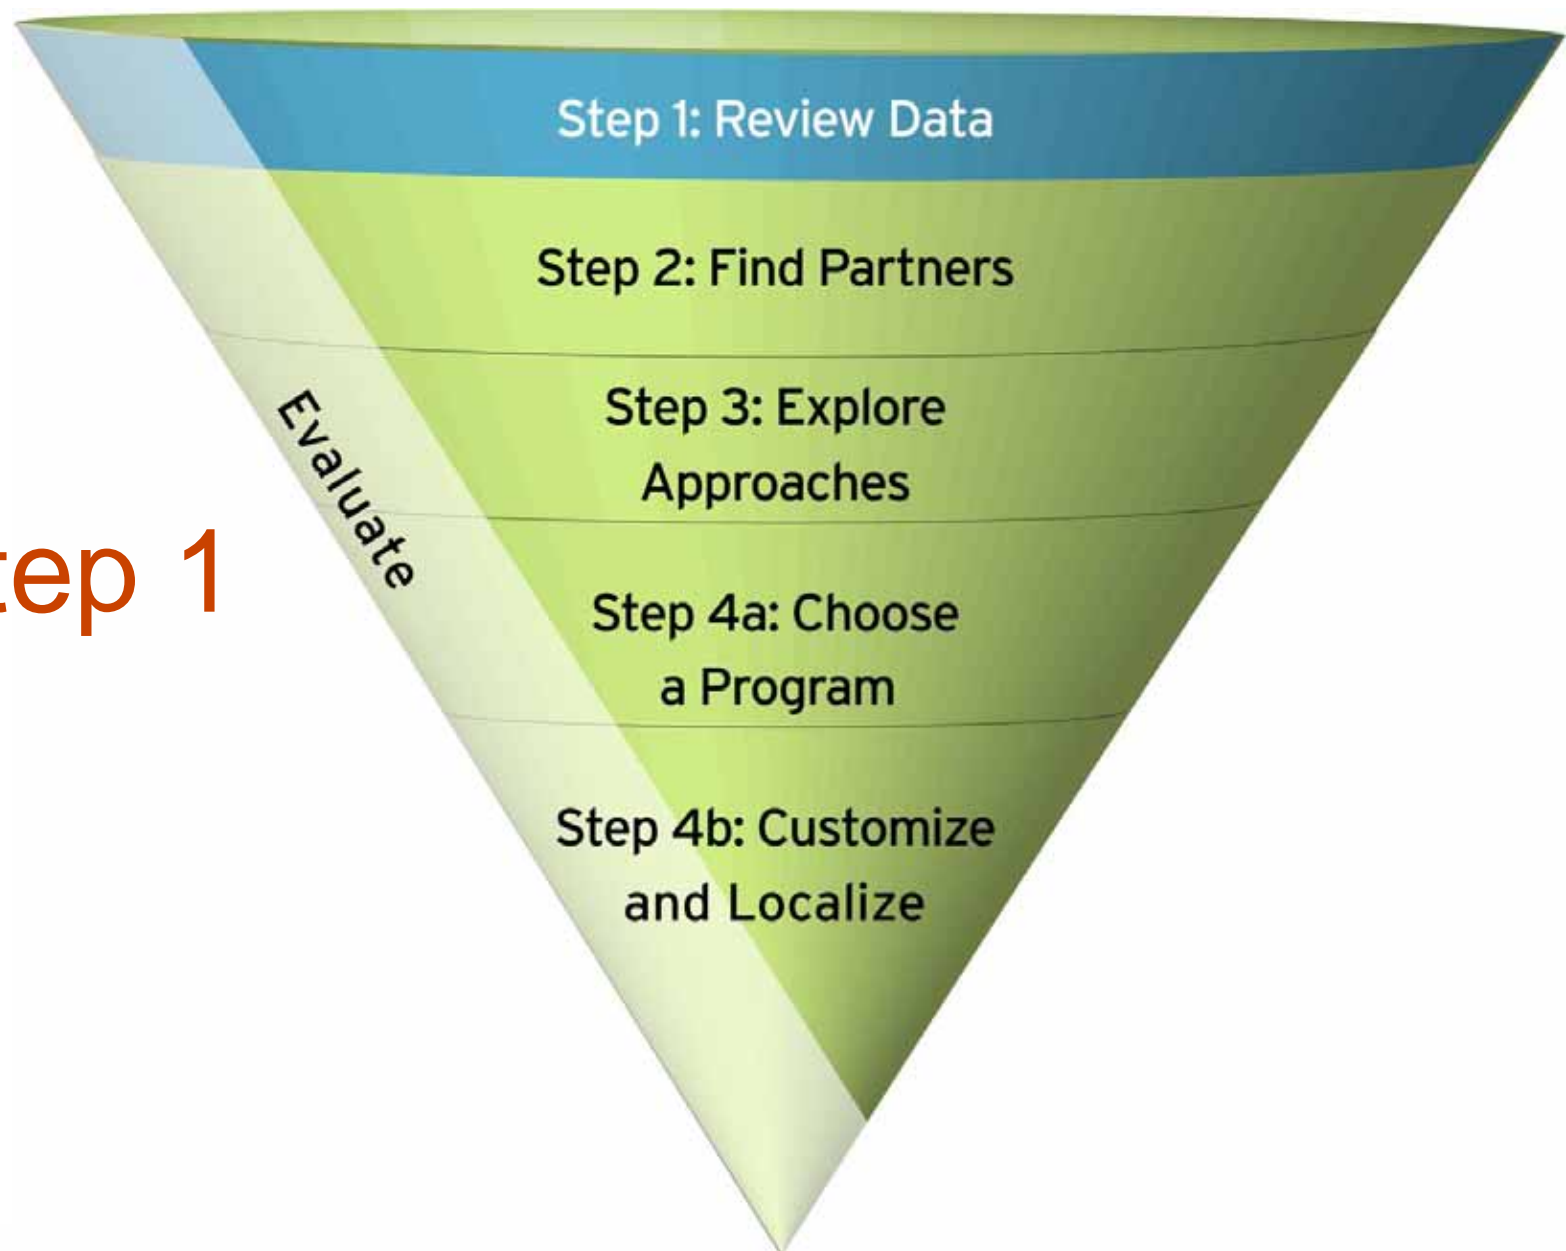 Step 1: Review Data
Step 2: Find Partners
Step 3: Explore
Approaches
Evaluate
tep 1
Step 4a: Choose
a Program
Step 4b: Customize
and Localize